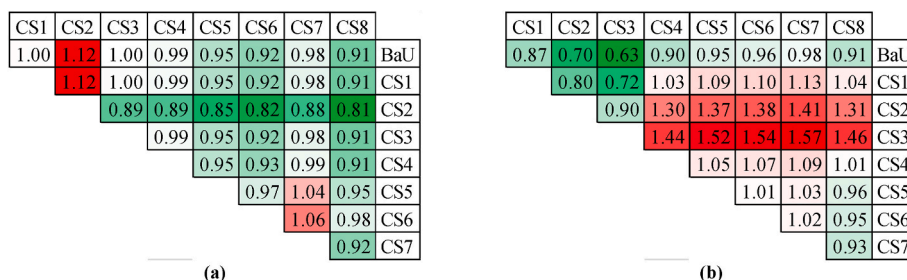 CS1 CS2 CS3 CS4 CS5 CS6 CS7 CS8
1.00 1.12 1.00 0.99 0.95 0.92 0.98 0.91 BaU
1.12 1.00 0.99 0.95 0.92 0.98 0.91 CS1
0.89 0.89 0.85 0.82 0.88 0.81 CS2
0.99 0.95 0.92 0.98 0.91 CS3
0.95 0.93 0.99 0.91 CS4
0.97 1.04 0.95 CS5
1.06 0.98 CS6
0.92 CS7
(a)
CS1 CS2 CS3 CS4 CS5 CS6 CS7 CS8
0.87 0.70 0.63 0.90 0.95 0.96 0.98 0.91 BaU
0.80 0.72 1.03 1.09 1.10 1.13 1.04 CS1
0.90 1.30 1.37 1.38 1.41 1.31 CS2
1.44 1.52 1.54 1.57 1.46 CS3
1.05 1.07 1.09 1.01 CS4
1.01 1.03 0.96 CS5
1.02 0.95 CS6
0.93 CS7
(b)